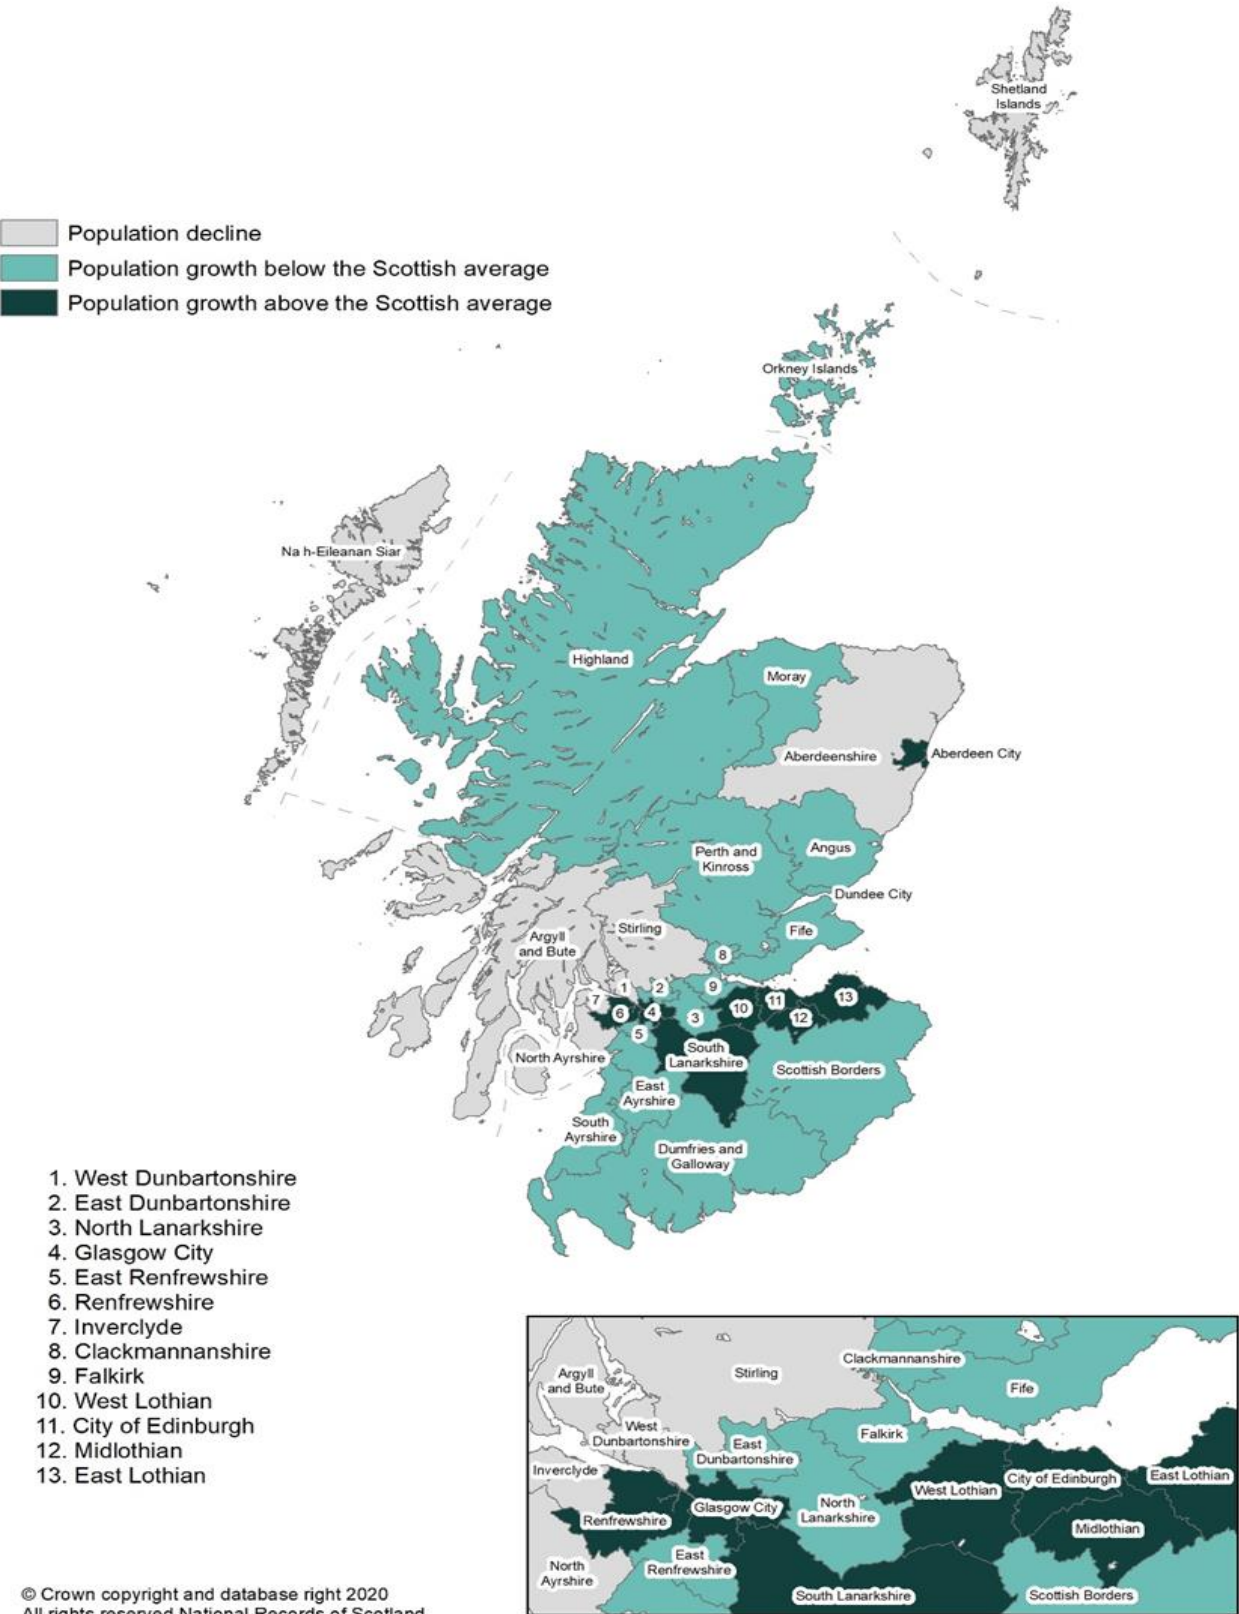 Shetland
Islands
Population decline
Population growth below the Scottish average
Population growth above the Scottish average
Orkney Islands
Na h-Eileanan Siar
Highland
Moray
Aberdeenshire
Aberdeen City
Perth and
Kinross
Angus
Dundee City
Stirling
Fife
Argyll
and Bute
8
1
2
9
7
6
4
3
10
11
12
13
5
North Ayrshire
South
Lanarkshire
Scottish Borders
East
Ayrshire
South
Ayrshire
Dumfries and
Galloway
1. West Dunbartonshire
2. East Dunbartonshire
3. North Lanarkshire
4. Glasgow City
5. East Renfrewshire
6. Renfrewshire
7. Inverclyde
8. Clackmannanshire
9. Falkirk
10. West Lothian
11. City of Edinburgh
12. Midlothian
13. East Lothian
Argyll
and Bute
Stirling
Clackmannanshire
Fife
West
Dunbartonshire
East
Dunbartonshire
Falkirk
Inverclyde
Renfrewshire
Glasgow City
North
Lanarkshire
West Lothian
City of Edinburgh
East Lothian
Midlothian
North
Ayrshire
East
Renfrewshire
South Lanarkshire
Scottish Borders
© Crown copyright and database right 2020
All rights reserved National Records of Scotland